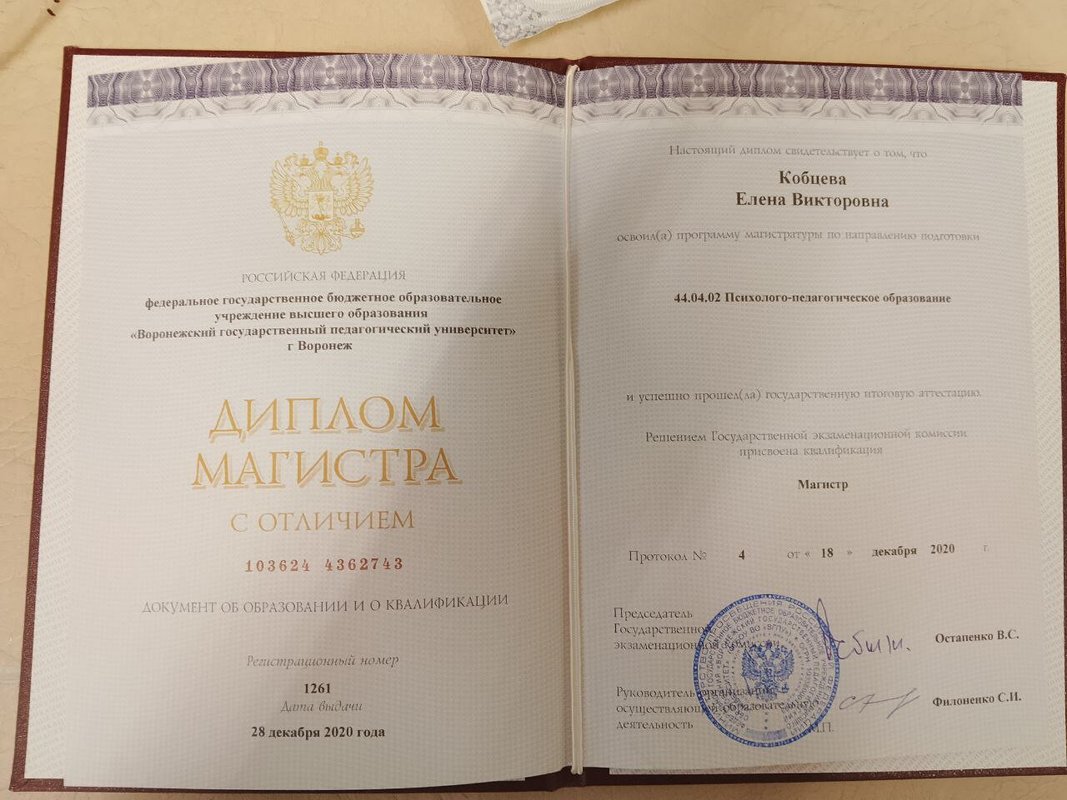 РОССИЙСКАЯ ФЕДЕРАЦИЯ
федеральное государственное бюджетное образовательное
учреждение высшего образования
«Воронежский государственный педагогический университет»
г Воронеж
ДИПЛОМ
МАГИСТРА
С ОТЛИЧИЕМ
103624 4362743
ДОКУМЕНТ ОБ ОБРАЗОВАНИИ И О КВАЛИФИКАЦИИ
Регистрационный номер
1261
Дата выдачи
28 декабря 2020 года
Настоящий диплом свидетельствует о том, что
Кобцева
Елена Викторовна
освоил(а) программу магистратуры по направлению подготовки
44.04.02 Психолого-педагогическое образование
и успешно прошел(ла) государственную итоговую аттестацию.
Решением Государственной экзаменационной комиссии
присвоена квалификация
Магистр
Протокол № 4 от « 18 » декабря 2020 г.
Председатель
Государственной
экзаменационной комиссии
Остапенко В.С.
Руководитель организации,
осуществляющей образовательную
деятельность
Филоненко С.И.
М.П.